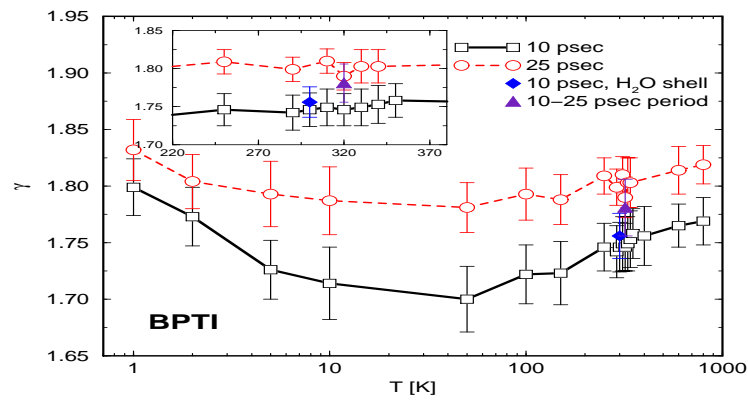 1.95
1.90
1.85
1.80
1.75
1.70
1.65
γ
1.85
1.80
1.75
1.70
220
270
320
380
10 psec
25 psec
10 psec, H₂O shell
10−25 psec period
BPTI
1
10
100
1000
T [K]